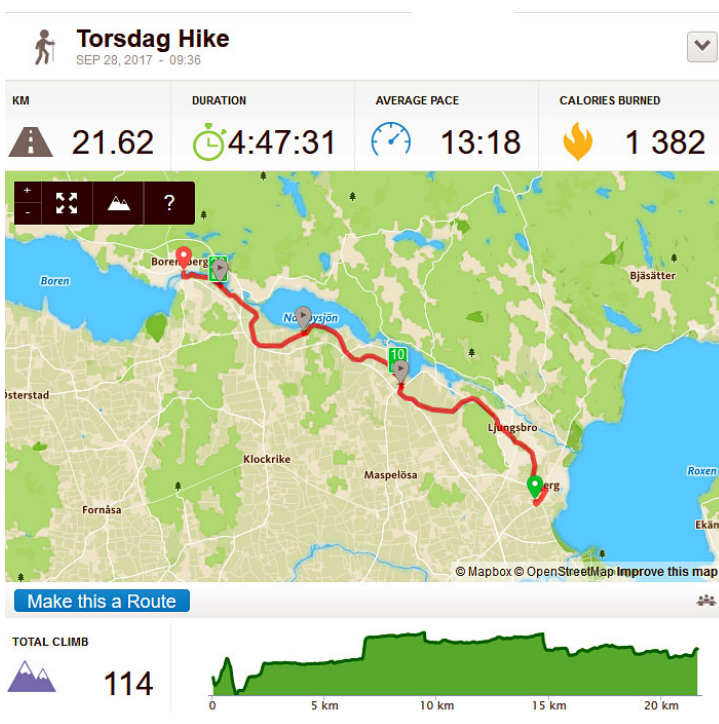 Torsdag Hike
SEP 28, 2017 - 09:36
KM
DURATION
AVERAGE PACE
CALORIES BURNED
21.62
4:47:31
13:18
1 382
+
-
?
Boren
Bjäsätter
10
Ljungsbro
Klockrike
Maspelösa
Roxen
Fornåsa
© Mapbox © OpenStreetMap Improve this map
Make this a Route
TOTAL CLIMB
114
0
5 km
10 km
15 km
20 km